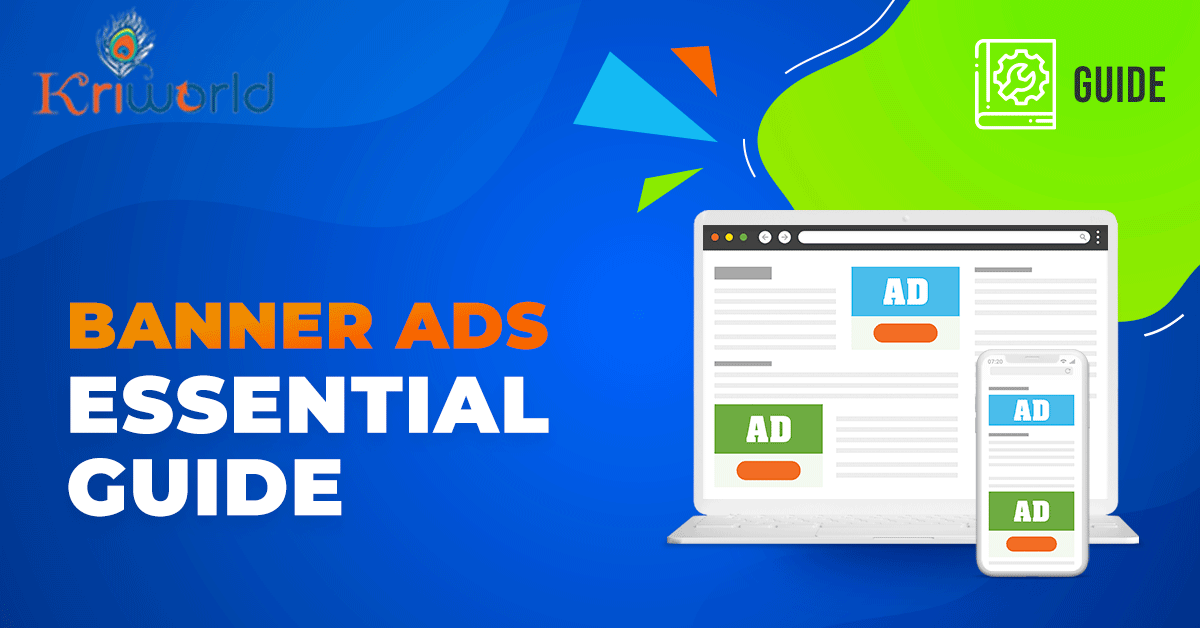 Kriworld
GUIDE
BANNER ADS
ESSENTIAL
GUIDE
AD
AD
07:20
AD
AD